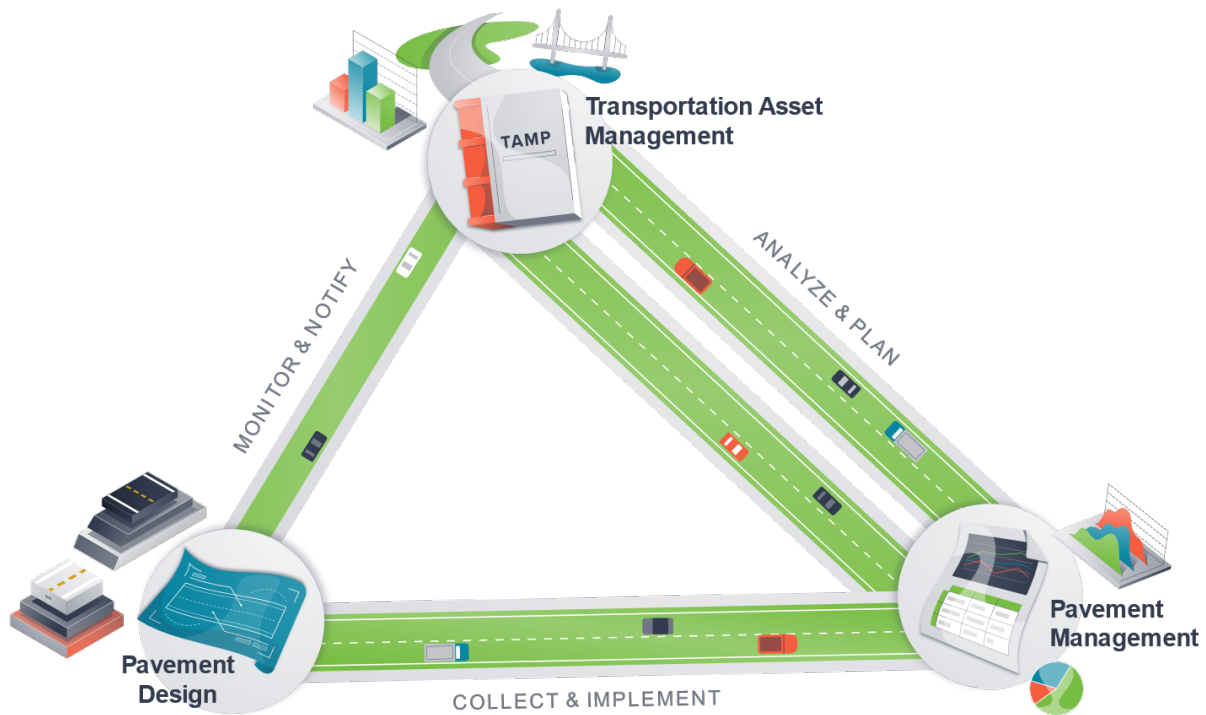 Transportation Asset
Management
TAMP
ANALYZE & PLAN
MONITOR & NOTIFY
Pavement
Management
Pavement
Design
COLLECT & IMPLEMENT